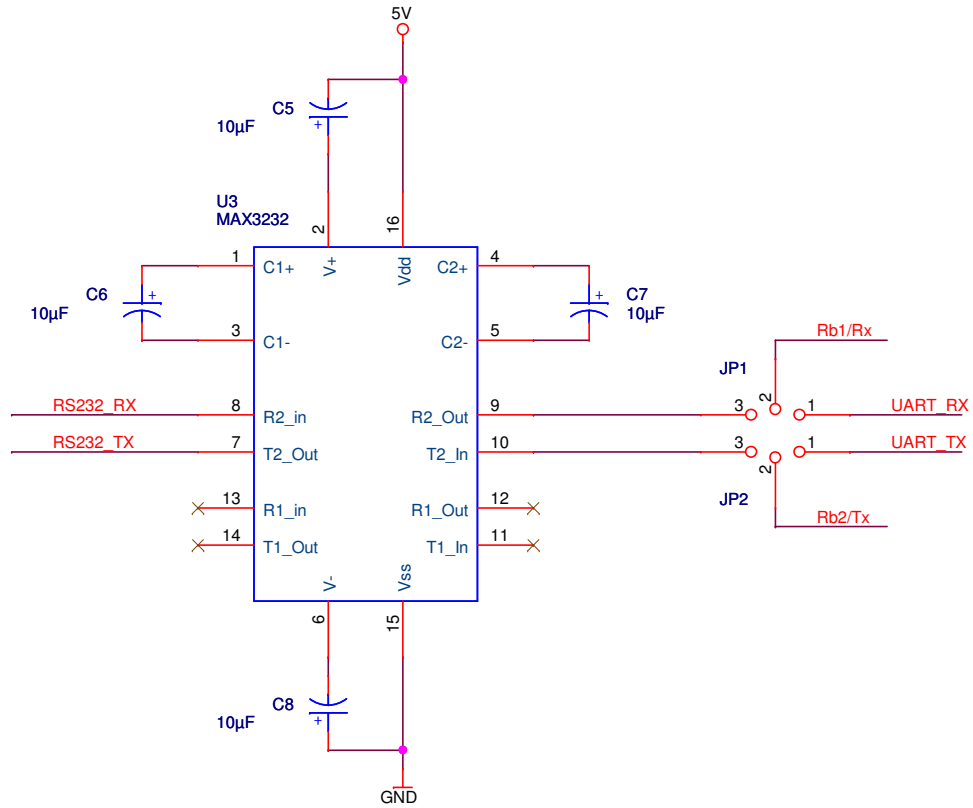 5V
C5
10µF
+
U3
MAX3232
2
16
1
C1+
V+
Vdd
C2+
4
C6
10µF
+
+
C7
10µF
3
C1-
C2-
5
Rb1/Rx
JP1
2
RS232_RX
8
R2_in
R2_Out
9
3
1
UART_RX
RS232_TX
7
T2_Out
T2_In
10
3
1
UART_TX
2
JP2
13
R1_in
R1_Out
12
Rb2/Tx
14
T1_Out
T1_In
11
V-
Vss
6
15
C8
10µF
+
GND